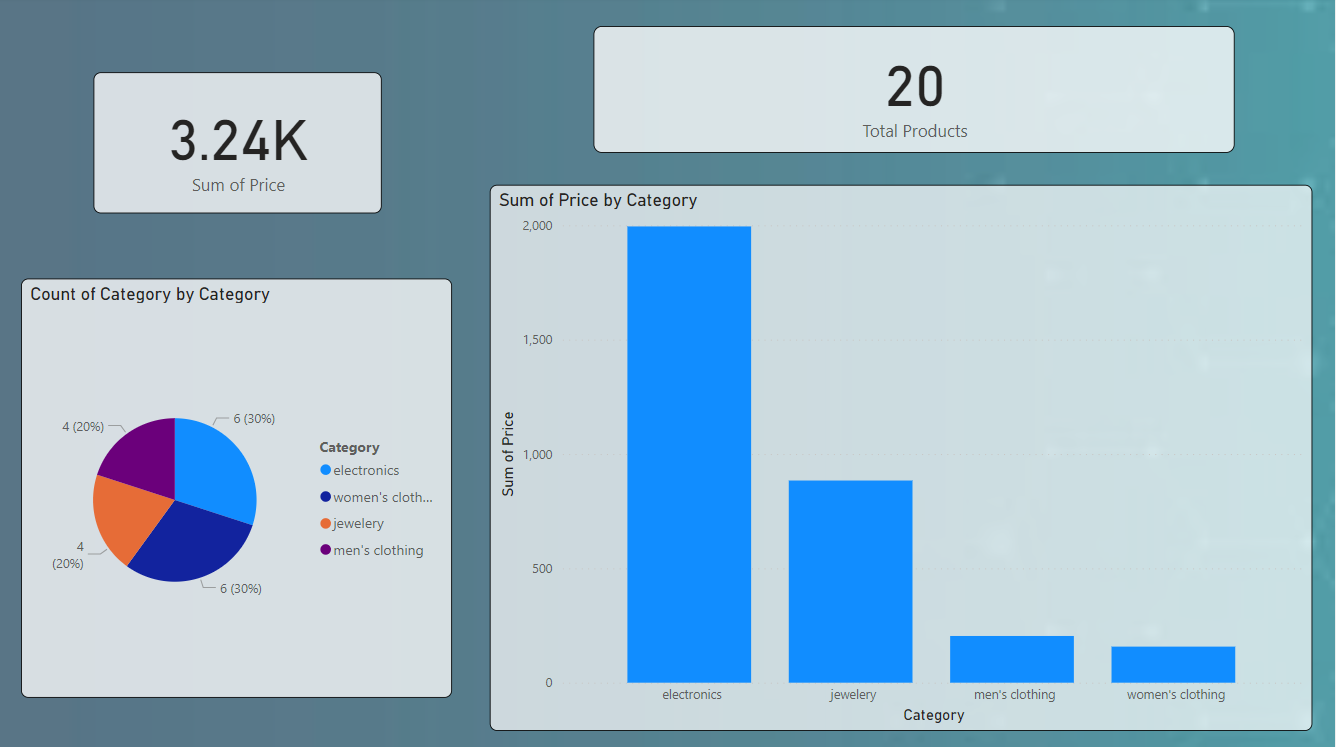 3.24K
Sum of Price
20
Total Products
Count of Category by Category
6 (30%)
4 (20%)
4
(20%)
6 (30%)
Category
electronics
women's cloth...
jewelery
men's clothing
Sum of Price by Category
Sum of Price
2,000
1,500
1,000
500
0
electronics
jewelery
men's clothing
women's clothing
Category